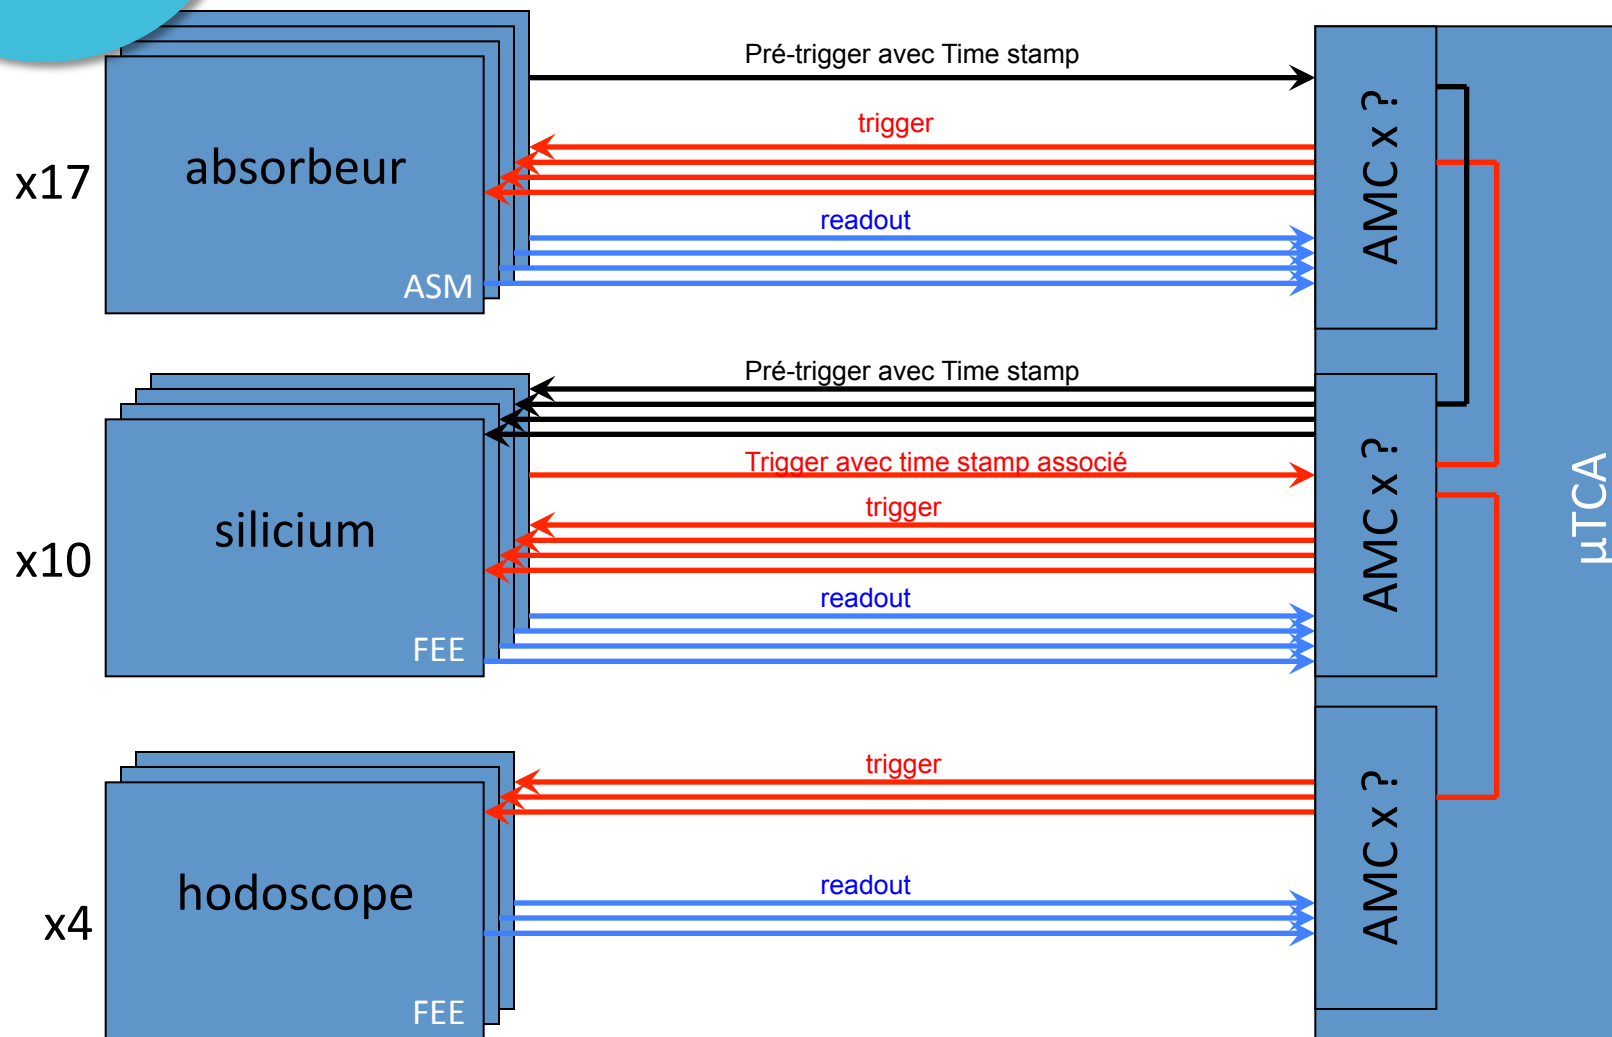 Pré-trigger avec Time stamp
trigger
x17
absorbeur
readout
ASM
AMC x ?
Pré-trigger avec Time stamp
Trigger avec time stamp associé
trigger
x10
silicium
readout
FEE
AMC x ?
µTCA
trigger
x4
hodoscope
readout
FEE
AMC x ?